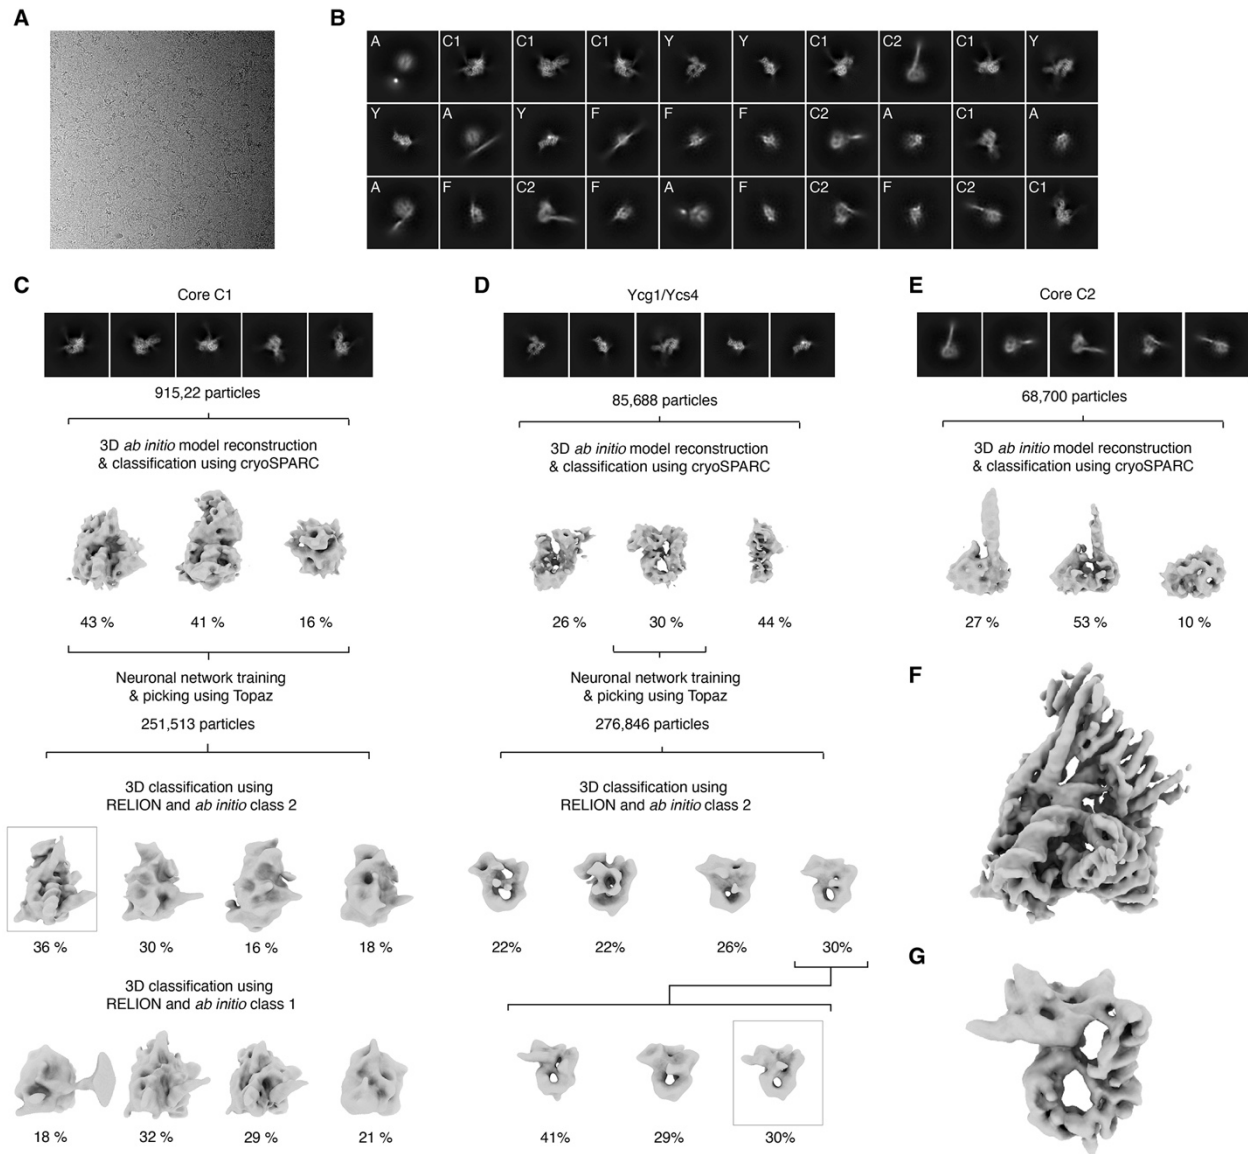 A
B
A C1 C1 C1 Y Y C1 C2 C1 Y
Y A Y F F F C2 A C1 A
A F C2 F A F C2 F C2 C1
C
Core C1
915,22 particles
3D ab initio model reconstruction
& classification using cryoSPARC
43 % 41 % 16 %
Neuronal network training
& picking using Topaz
251,513 particles
3D classification using
RELION and ab initio class 2
36 % 30 % 16 % 18 %
3D classification using
RELION and ab initio class 1
18 % 32 % 29 % 21 %
D
Ycg1/Ycs4
85,688 particles
3D ab initio model reconstruction
& classification using cryoSPARC
26 % 30 % 44 %
Neuronal network training
& picking using Topaz
276,846 particles
3D classification using
RELION and ab initio class 2
22% 22% 26% 30%
41% 29% 30%
E
Core C2
68,700 particles
3D ab initio model reconstruction
& classification using cryoSPARC
27 % 53 % 10 %
F
G